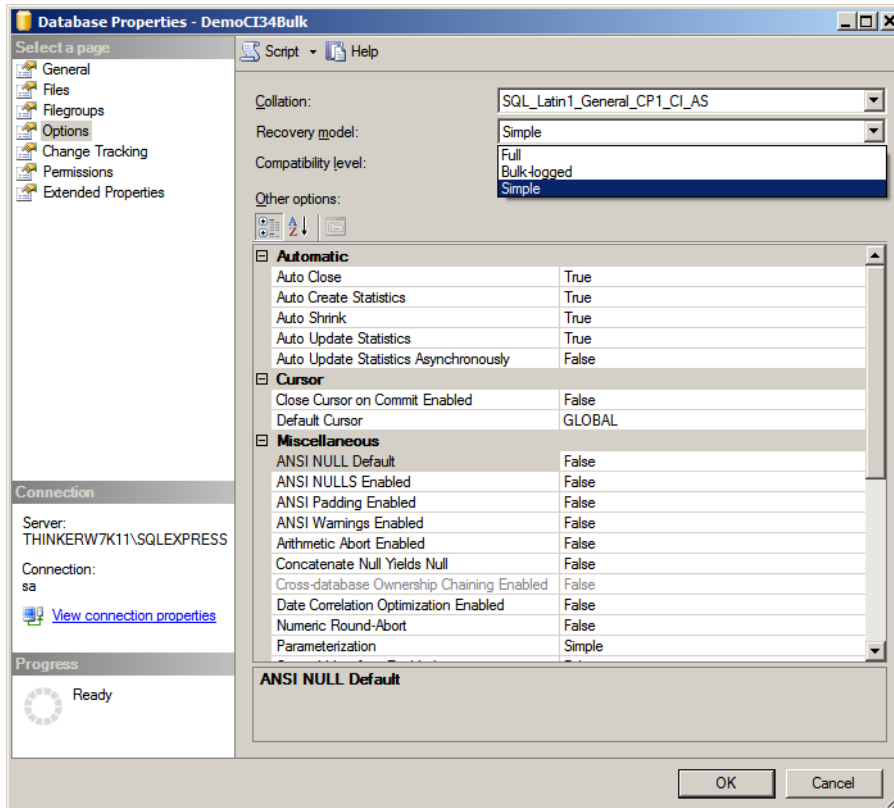 Database Properties - DemoCI34Bulk
Select a page
General
Files
Filegroups
Options
Change Tracking
Permissions
Extended Properties
Connection
Server:
THINKERW7K11\SQLEXPRESS
Connection:
sa
View connection properties
Progress
Ready
Script Help
Collation: SQL_Latin1_General_CP1_CI_AS
Recovery model: Simple
Compatibility level:
Full
Bulk-logged
Simple
Other options:
Automatic
Auto Close True
Auto Create Statistics True
Auto Shrink True
Auto Update Statistics True
Auto Update Statistics Asynchronously False
Cursor
Close Cursor on Commit Enabled False
Default Cursor GLOBAL
Miscellaneous
ANSI NULL Default False
ANSI NULLS Enabled False
ANSI Padding Enabled False
ANSI Warnings Enabled False
Arithmetic Abort Enabled False
Concatenate Null Yields Null False
Cross-database Ownership Chaining Enabled False
Date Correlation Optimization Enabled False
Numeric Round-Abort False
Parameterization Simple
ANSI NULL Default
OK Cancel